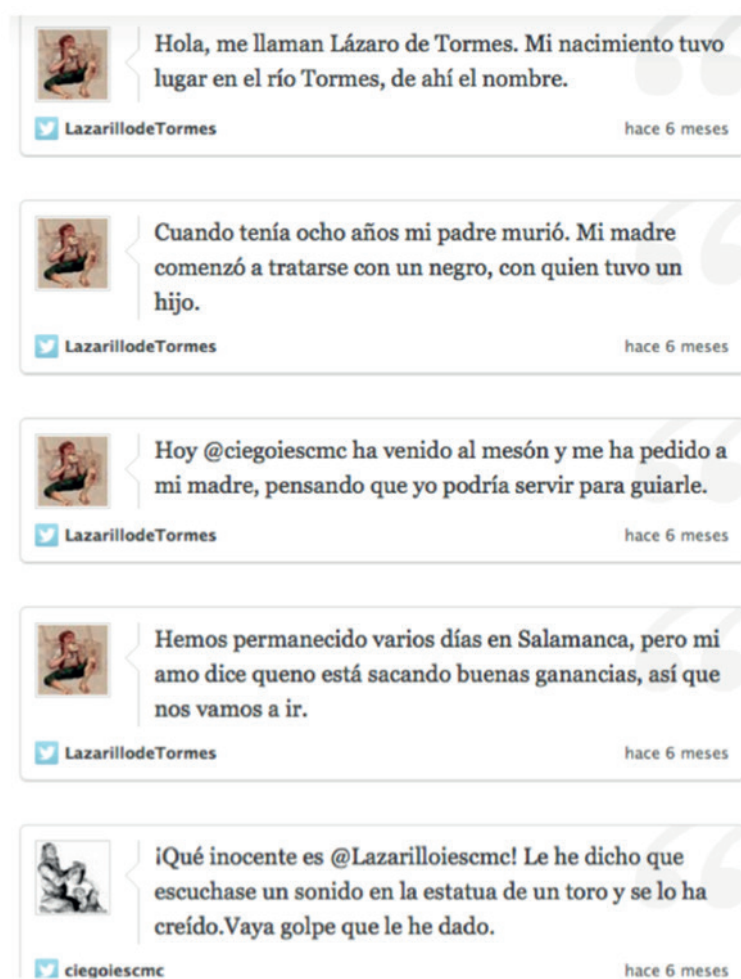 Hola, me llaman Lázaro de Tormes. Mi nacimiento tuvo
lugar en el río Tormes, de ahí el nombre.
LazarillodeTormes hace 6 meses
Cuando tenía ocho años mi padre murió. Mi madre
comenzó a tratarse con un negro, con quien tuvo un
hijo.
LazarillodeTormes hace 6 meses
Hoy @ciegoiescmc ha venido al mesón y me ha pedido a
mi madre, pensando que yo podría servir para guiarle.
LazarillodeTormes hace 6 meses
Hemos permanecido varios días en Salamanca, pero mi
amo dice queno está sacando buenas ganancias, así que
nos vamos a ir.
LazarillodeTormes hace 6 meses
¡Qué inocente es @Lazarilloiescmc! Le he dicho que
escuchase un sonido en la estatua de un toro y se lo ha
creído.Vaya golpe que le he dado.
ciegoiescmc hace 6 meses